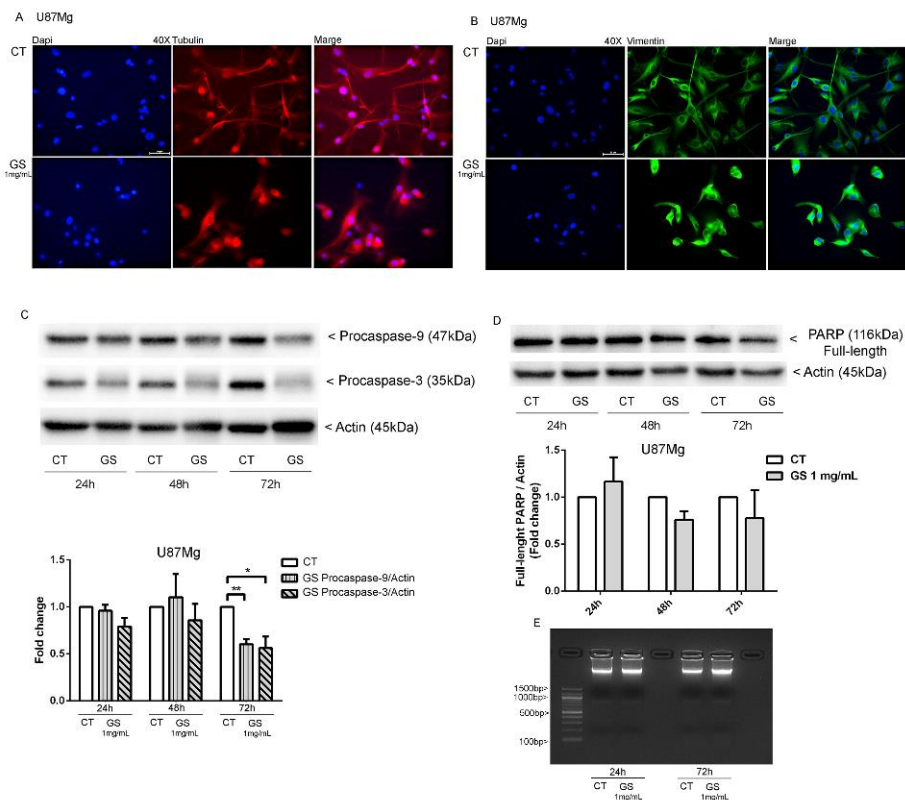 A U87Mg
Dapi 40X Tubulin Marge
CT
GS
1mg/mL
B U87Mg
Dapi 40X Vimentin Marge
CT
GS
1mg/mL
C
< Procaspase-9 (47kDa)
< Procaspase-3 (35kDa)
< Actin (45kDa)
CT GS CT GS CT GS
24h 48h 72h
U87Mg
Fold change
1.5
1.0
0.5
0.0
CT
GS Procaspase-9/Actin
GS Procaspase-3/Actin
*
**
24h 48h 72h
CT GS CT GS CT GS
1mg/mL 1mg/mL 1mg/mL
D
< PARP (116kDa)
Full-length
< Actin (45kDa)
CT GS CT GS CT GS
24h 48h 72h
U87Mg
Full-lenght PARP / Actin
(Fold change)
1.5
1.0
0.5
0.0
CT
GS 1 mg/mL
24h 48h 72h
E
1500bp>
1000bp>
500bp>
100bp>
24h 72h
CT GS CT GS
1mg/mL 1mg/mL